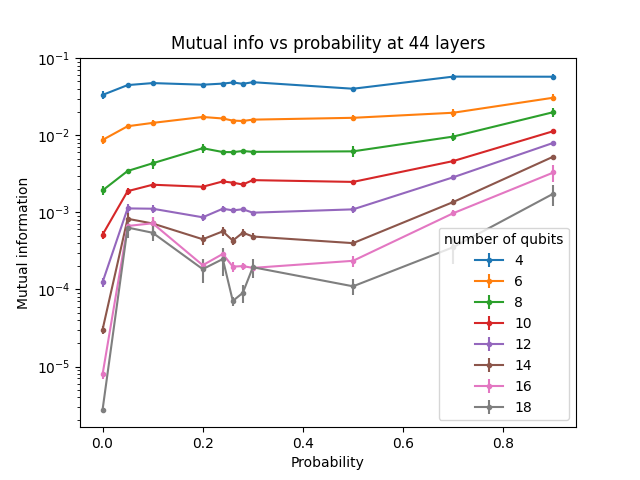 Mutual info vs probability at 44 layers
Mutual information
10⁻¹
10⁻²
10⁻³
10⁻⁴
10⁻⁵
number of qubits
4
6
8
10
12
14
16
18
0.0 0.2 0.4 0.6 0.8
Probability